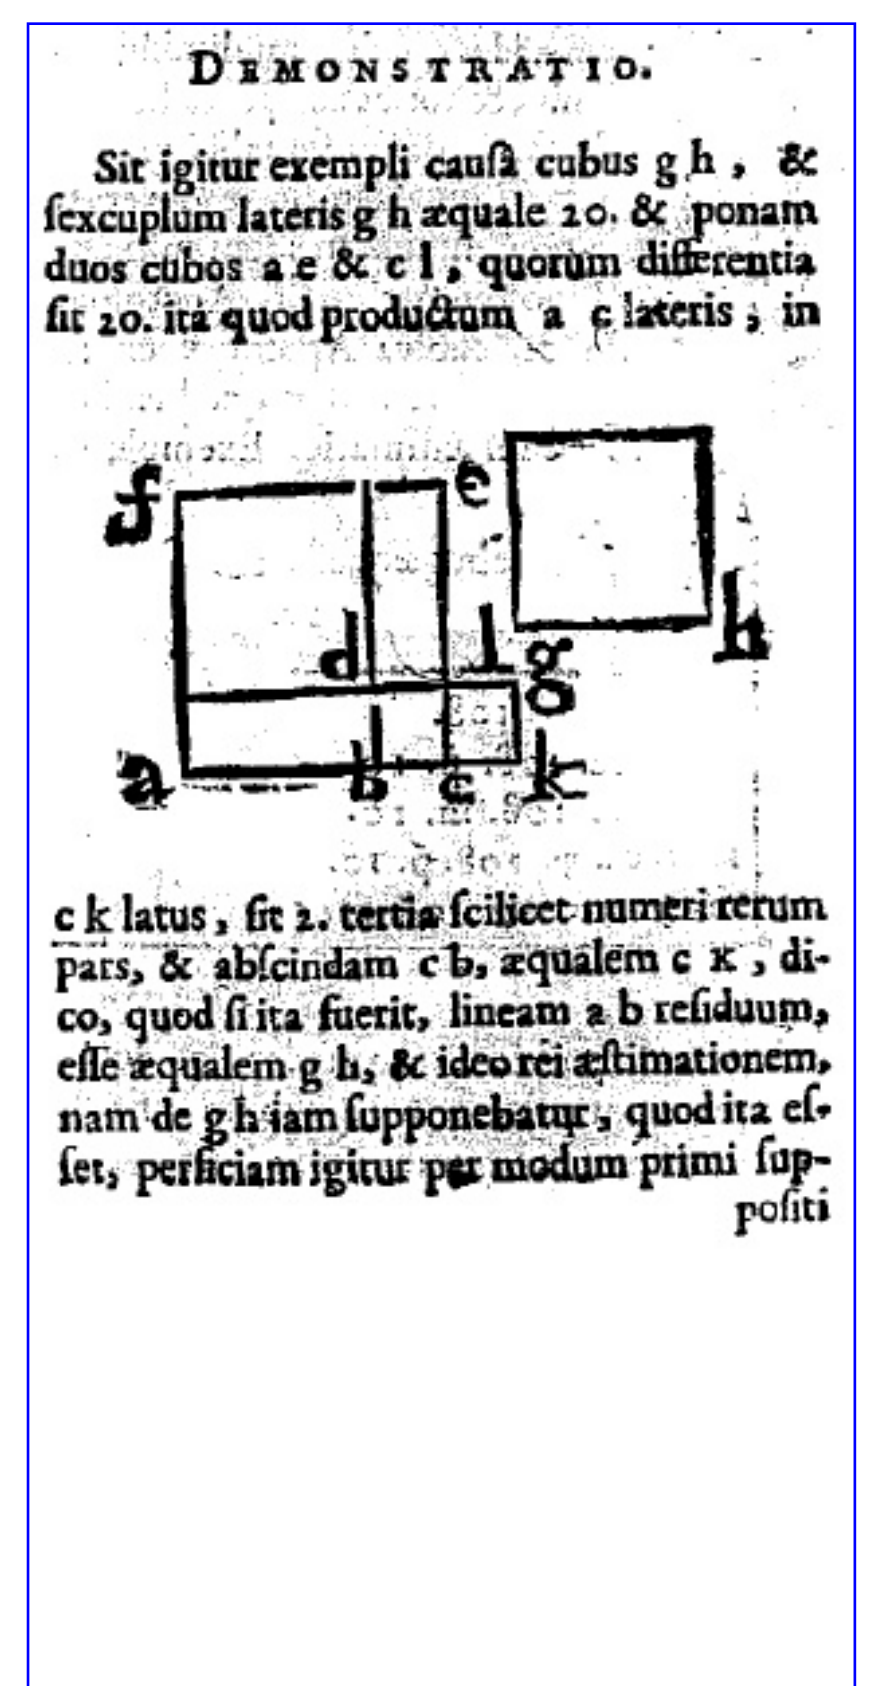 DEMONSTRATIO.
Sit igitur exempli cauſâ cubus g h, &
ſexcuplum lateris g h æquale 20. & ponam
duos cubos a e & c l, quorum differentia
ſit 20. ita quod productum a c lateris, in
f
e
d
l
g
h
g
a
b
c
k
c k latus, ſit 2. tertia ſcilicet numeri rerum
pars, & abſcindam c b, æqualem c K, di-
co, quod ſi ita fuerit, lineam a b reſiduum,
eſſe æqualem g h, & ideo rei æſtimationem,
nam de g h iam ſupponebatur, quod ita eſ-
ſet, perficiam igitur per modum primi ſup-
poſiti